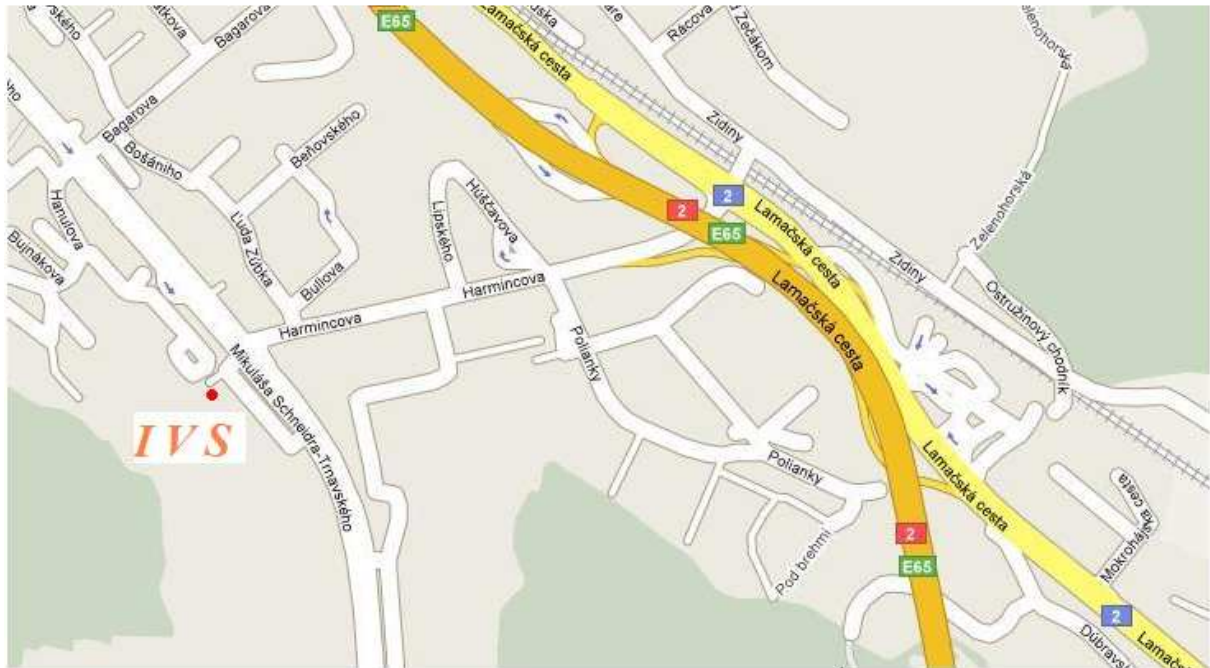 E65
Lamačská cesta
Rácova
Zečákom
Zelenohorská
Bagarova
Bagarova
Bošániho
Beňovského
Zidiny
Hanulova
Bujnákova
Ľuda Zúbka
Bullova
Lipského
Húščavova
2
2
E65
Lamačská cesta
Zelenohorská
Zidiny
Harmincova
Harmincova
Lamačská cesta
Ostružinový chodník
Polianky
Mikuláša Schneidra-Trnavského
IVS
Polianky
Lamačská cesta
Mokrohájska cesta
Pod brehmi
2
E65
2